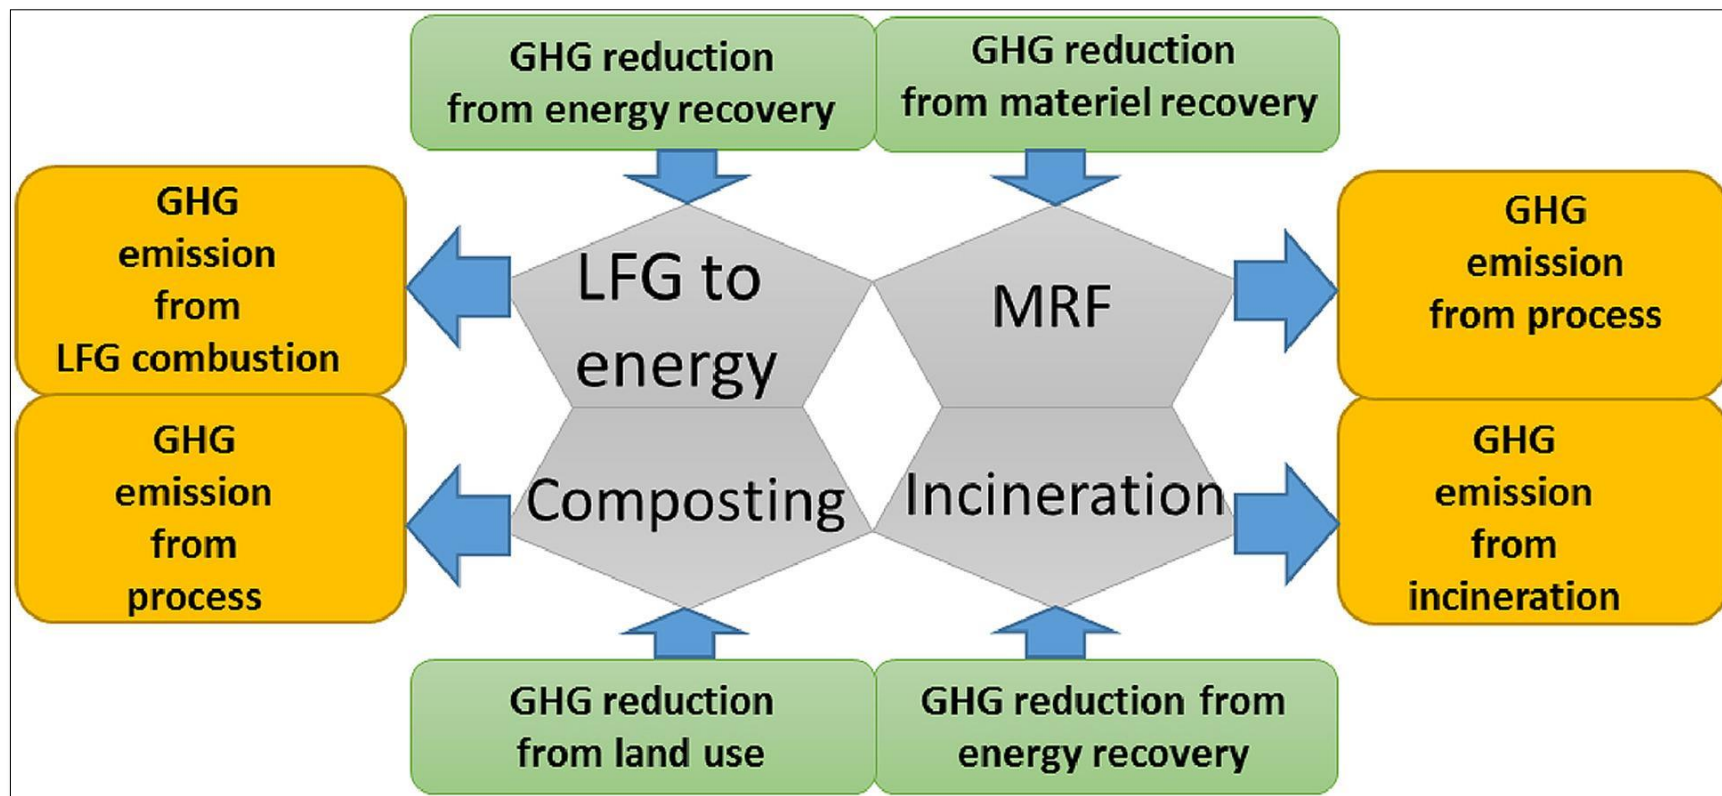 GHG reduction
from energy recovery
GHG reduction
from materiel recovery
GHG
emission
from
LFG combustion
LFG to
energy
MRF
GHG
emission
from process
GHG
emission
from
process
Composting
Incineration
GHG
emission
from
incineration
GHG reduction
from land use
GHG reduction from
energy recovery